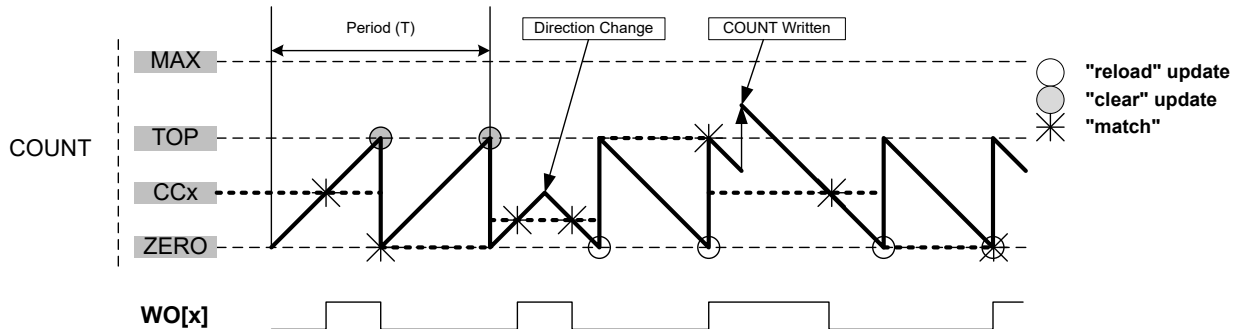 Period (T)
Direction Change
COUNT Written
MAX
"reload" update
"clear" update
TOP
"match"
COUNT
CCx
ZERO
WO[x]